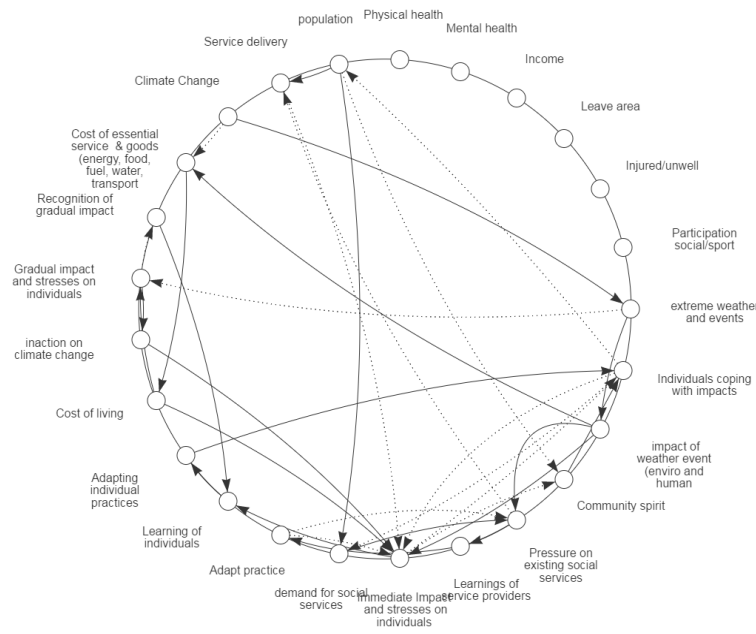 Physical health
population
Mental health
Service delivery
Income
Climate Change
Leave area
Cost of essential
service & goods
(energy, food,
fuel, water,
transport
Injured/unwell
Recognition of
gradual impact
Participation
social/sport
Gradual impact
and stresses on
individuals
extreme weather
and events
inaction on
climate change
Individuals coping
with impacts
Cost of living
impact of
weather event
(enviro and
human
Adapting
individual
practices
Community spirit
Learning of
individuals
Pressure on
existing social
services
Adapt practice
Learnings of
service providers
demand for social
services
Immediate Impact
and stresses on
individuals